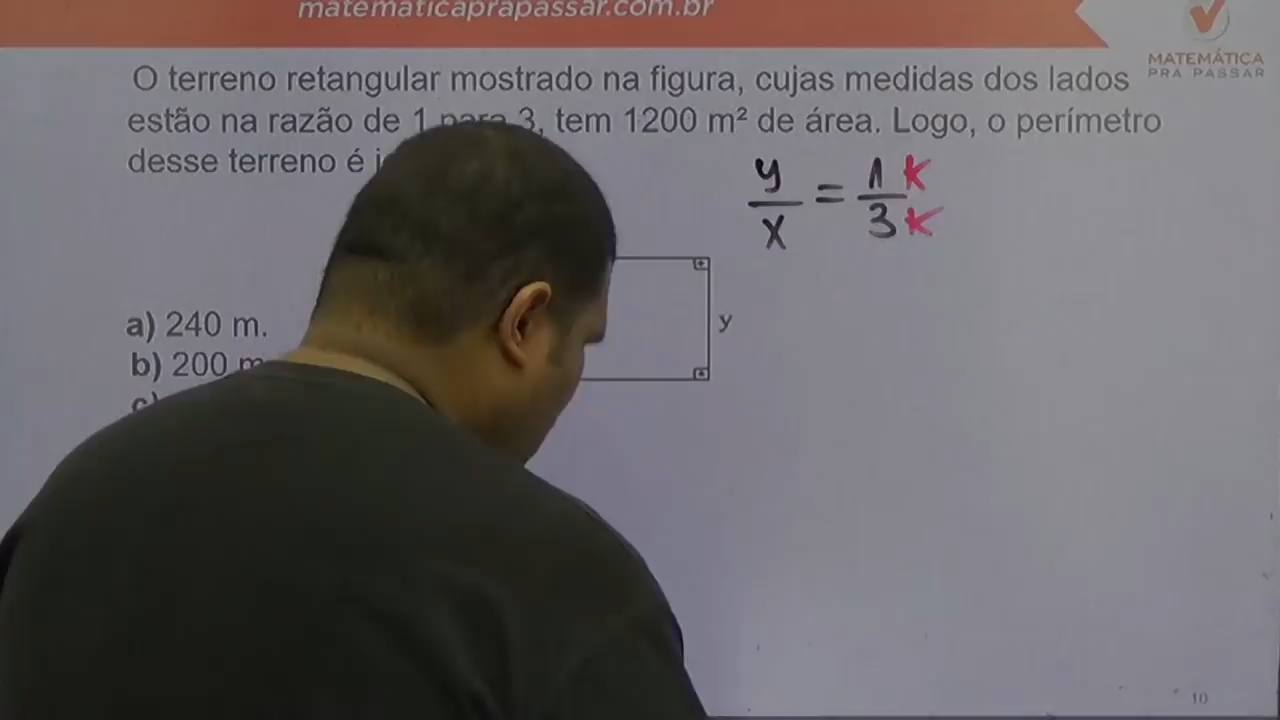 matematicaprapassar.com.br
MATEMÁTICA
PRA PASSAR
O terreno retangular mostrado na figura, cujas medidas dos lados
estão na razão de 1 para 3, tem 1200 m² de área. Logo, o perímetro
desse terreno é
y/x = 1k/3k
y
a) 240 m.
b) 200 m
c)
10